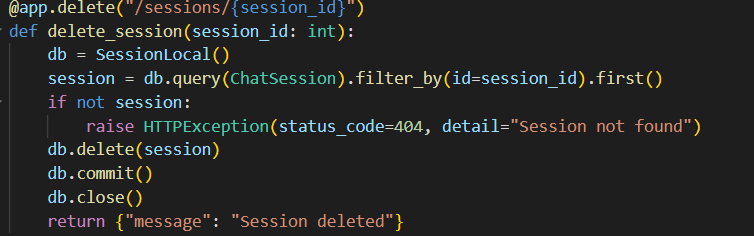 @app.delete("/sessions/{session_id}")
def delete_session(session_id: int):
    db = SessionLocal()
    session = db.query(ChatSession).filter_by(id=session_id).first()
    if not session:
        raise HTTPException(status_code=404, detail="Session not found")
    db.delete(session)
    db.commit()
    db.close()
    return {"message": "Session deleted"}